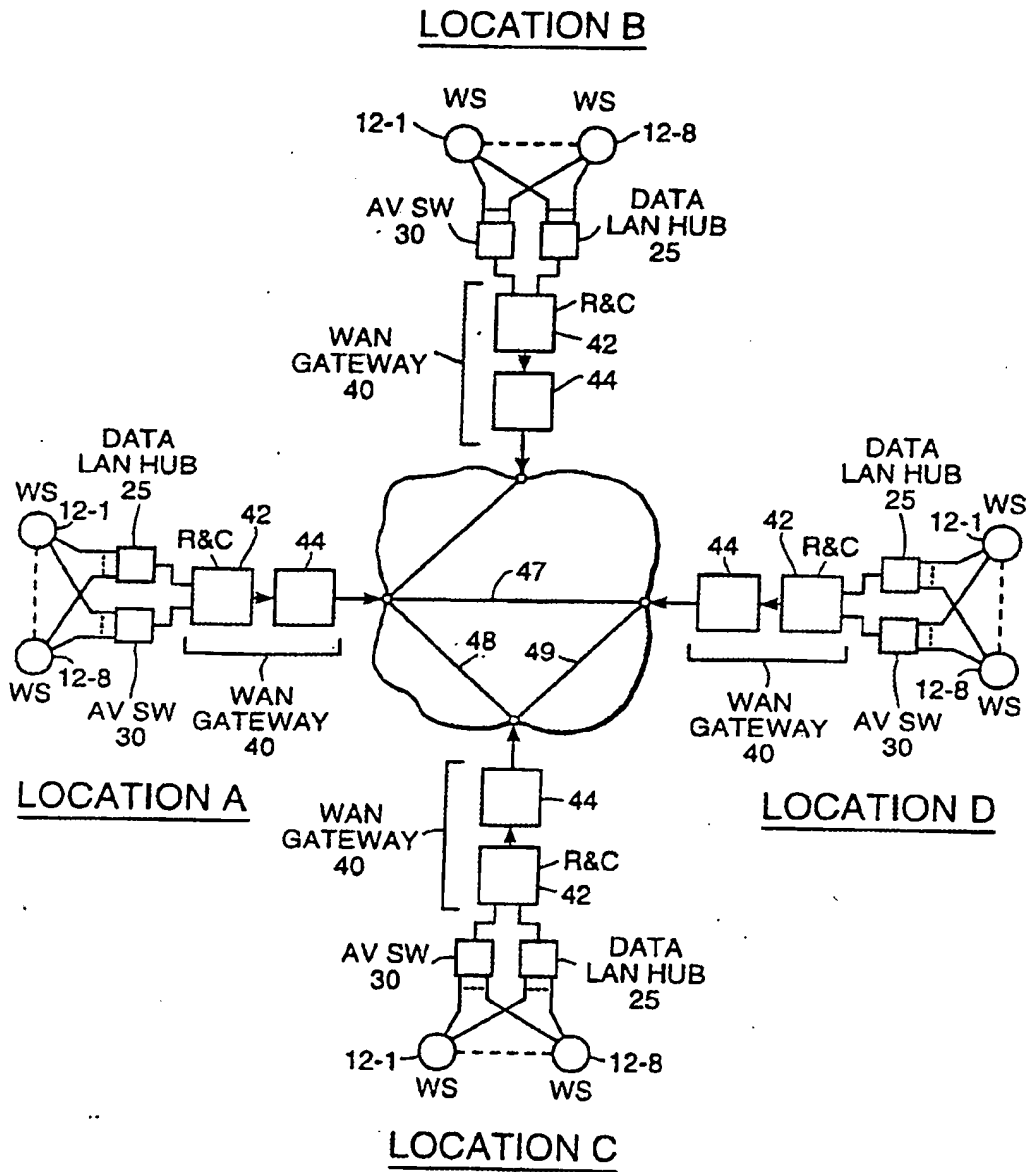 LOCATION B
WS
WS
12-1
12-8
AV SW
30
DATA
LAN HUB
25
R&C
42
WAN
GATEWAY
40
44
DATA
LAN HUB
25
WS
12-1
42
R&C
44
12-8
WS
AV SW
30
WAN
GATEWAY
40
LOCATION A
47
48
49
DATA
LAN HUB
25
42
R&C
44
12-1
WS
12-8
WS
AV SW
30
WAN
GATEWAY
40
LOCATION D
44
WAN
GATEWAY
40
R&C
42
AV SW
30
DATA
LAN HUB
25
12-1
12-8
WS
WS
LOCATION C